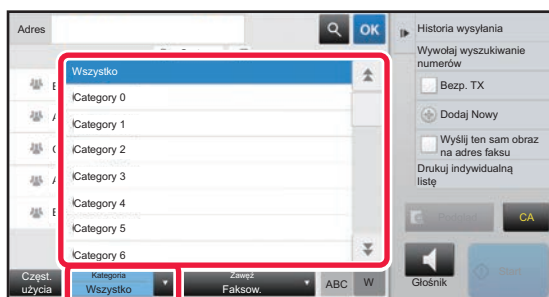 Adres
OK
Wszystko
Category 0
Category 1
Category 2
Category 3
Category 4
Category 5
Category 6
Częst.
użycia
Kategoria
Wszystko
Zawęź
Faksow.
ABC
W
Historia wysyłania
Wywołaj wyszukiwanie
numerów
Bezp. TX
Dodaj Nowy
Wyślij ten sam obraz
na adres faksu
Drukuj indywidualną
listę
CA
Głośnik
Start